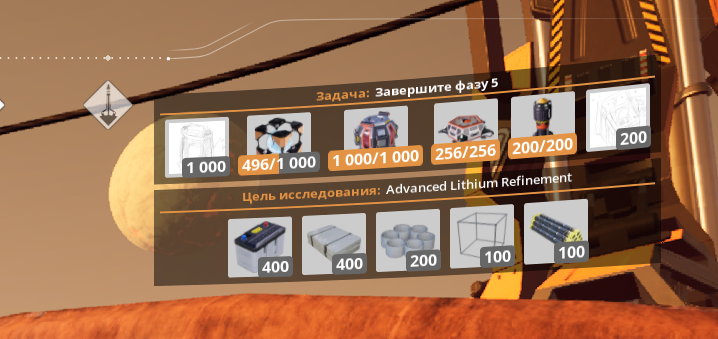 Задача: Завершите фазу 5
1 000 496/1 000 1 000/1 000 256/256 200/200 200
Цель исследования: Advanced Lithium Refinement
400 400 200 100 100